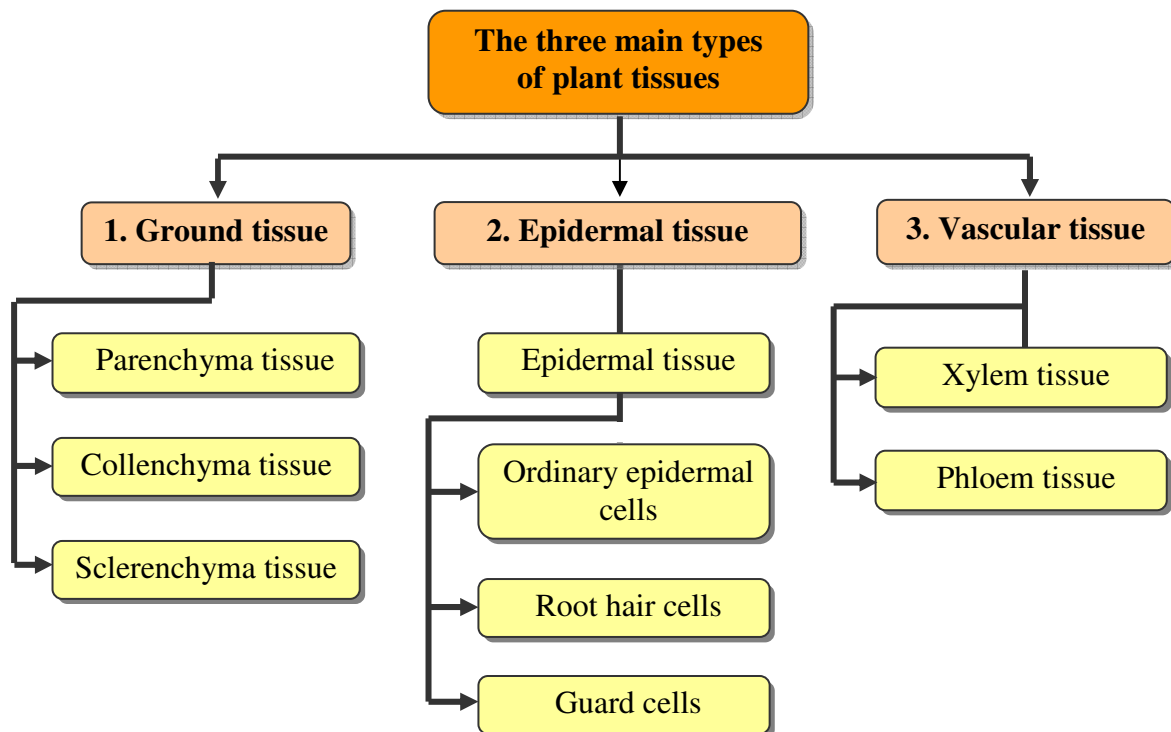 The three main types
of plant tissues
1. Ground tissue
2. Epidermal tissue
3. Vascular tissue
Parenchyma tissue
Collenchyma tissue
Sclerenchyma tissue
Epidermal tissue
Ordinary epidermal
cells
Root hair cells
Guard cells
Xylem tissue
Phloem tissue